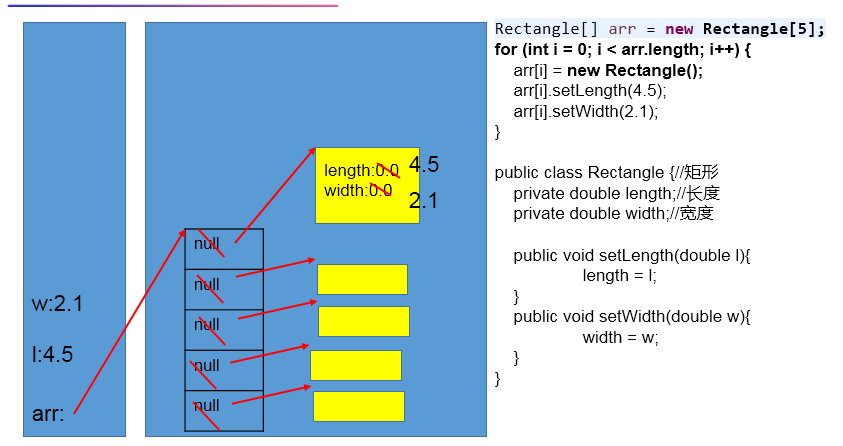 w:2.1
l:4.5
arr:
length:0.0 4.5
width:0.0 2.1
null
null
null
null
null
Rectangle[] arr = new Rectangle[5];
for (int i = 0; i < arr.length; i++) {
arr[i] = new Rectangle();
arr[i].setLength(4.5);
arr[i].setWidth(2.1);
}
public class Rectangle {//矩形
private double length;//长度
private double width;//宽度
public void setLength(double l){
length = l;
}
public void setWidth(double w){
width = w;
}
}